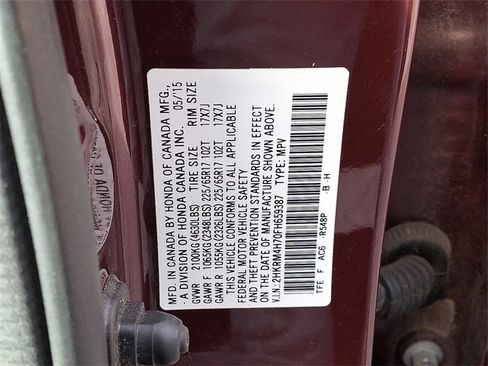 MFD. IN CANADA BY HONDA OF CANADA MFG.,
A DIVISION OF HONDA CANADA INC. 05/15
GVWR 2100KG(4630LBS) TIRE SIZE RIM SIZE
GAWR F 1065KG(2348LBS) 225/65R17 102T 17X7J
GAWR R 1055KG(2326LBS) 225/65R17 102T 17X7J
THIS VEHICLE CONFORMS TO ALL APPLICABLE
FEDERAL MOTOR VEHICLE SAFETY
AND THEFT PREVENTION STANDARDS IN EFFECT
ON THE DATE OF MANUFACTURE SHOWN ABOVE.
V.I.N.: 2HKRM4H70FH659387 TYPE: MPV
TFE F AC6 -R548P -B -H